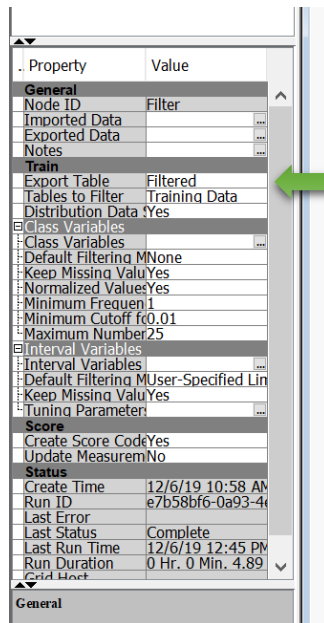 . Property Value
General
Node ID Filter
Imported Data ...
Exported Data ...
Notes ...
Train
Export Table Filtered
Tables to Filter Training Data
Distribution Data Yes
Class Variables
Class Variables ...
Default Filtering M None
Keep Missing Valu Yes
Normalized Values Yes
Minimum Frequen 1
Minimum Cutoff fo 0.01
Maximum Number 25
Interval Variables
Interval Variables ...
Default Filtering M User-Specified Lim
Keep Missing Valu Yes
Tuning Parameter ...
Score
Create Score Code Yes
Update Measurem No
Status
Create Time 12/6/19 10:58 AM
Run ID e7b58bf6-0a93-4e
Last Error
Last Status Complete
Last Run Time 12/6/19 12:45 PM
Run Duration 0 Hr. 0 Min. 4.89
Grid Host
General